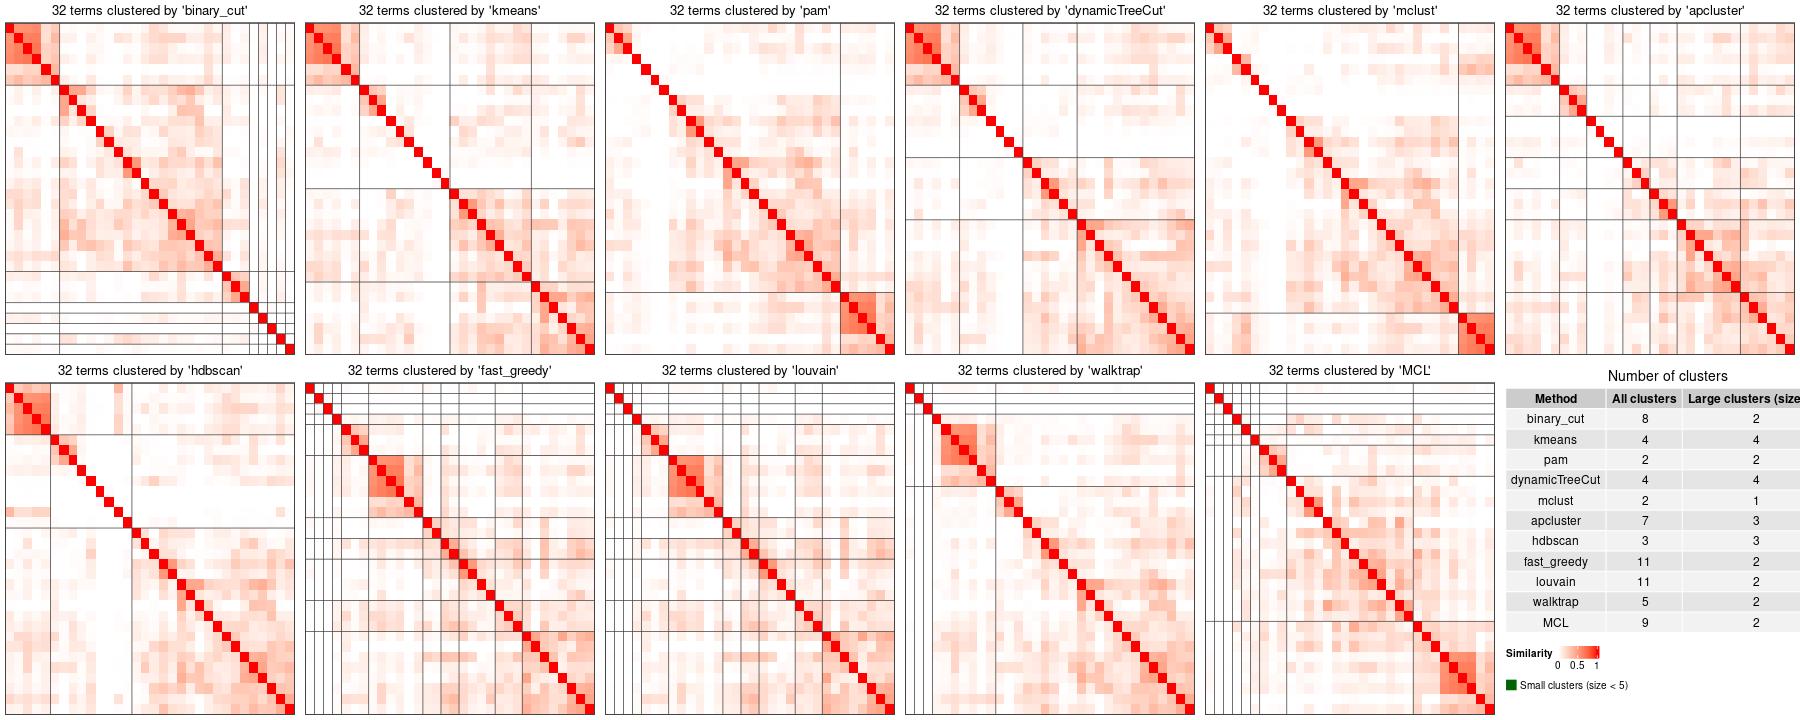 32 terms clustered by 'binary_cut'
32 terms clustered by 'kmeans'
32 terms clustered by 'pam'
32 terms clustered by 'dynamicTreeCut'
32 terms clustered by 'mclust'
32 terms clustered by 'apcluster'
32 terms clustered by 'hdbscan'
32 terms clustered by 'fast_greedy'
32 terms clustered by 'louvain'
32 terms clustered by 'walktrap'
32 terms clustered by 'MCL'
Number of clusters
Method All clusters Large clusters (size
binary_cut 8 2
kmeans 4 4
pam 2 2
dynamicTreeCut 4 4
mclust 2 1
apcluster 7 3
hdbscan 3 3
fast_greedy 11 2
louvain 11 2
walktrap 5 2
MCL 9 2
Similarity
0 0.5 1
Small clusters (size < 5)